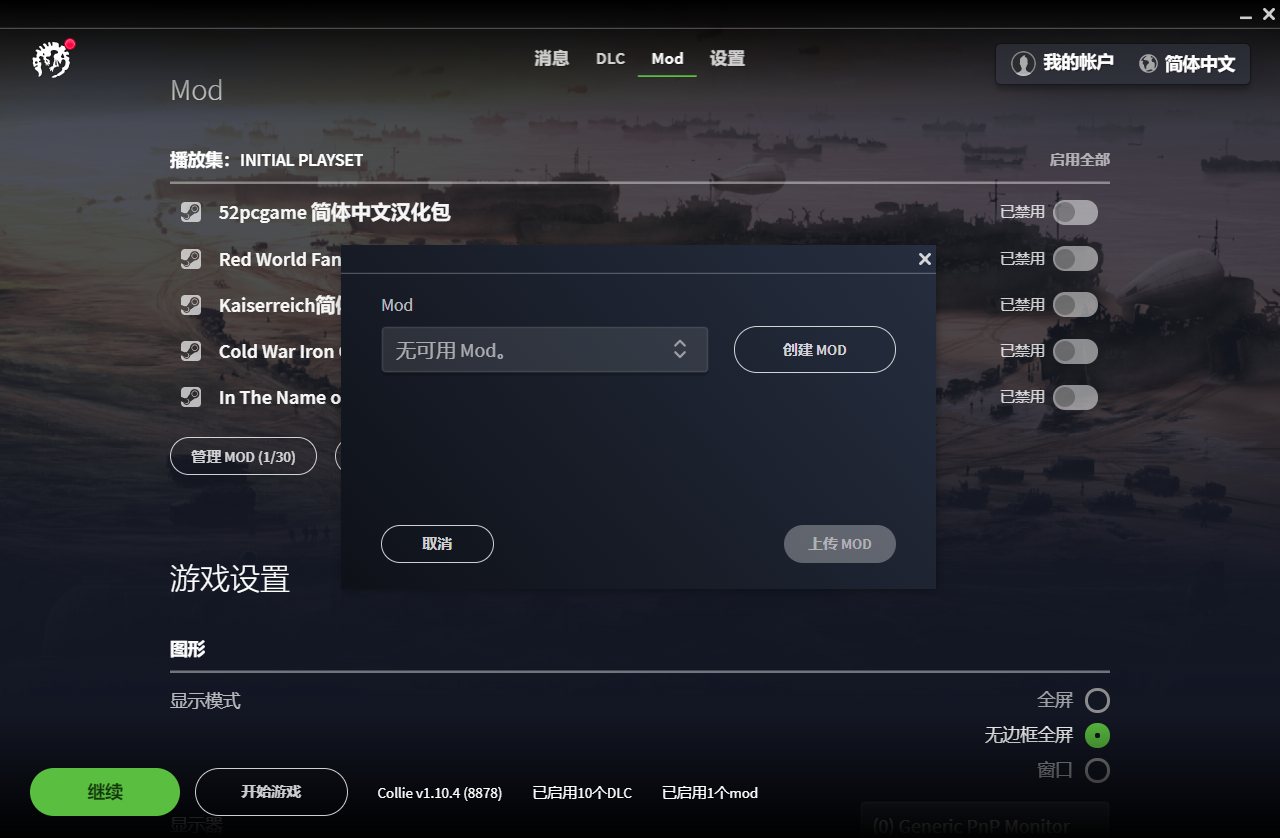 消息 DLC Mod 设置
我的帐户 简体中文
Mod
播放集：INITIAL PLAYSET 启用全部
52pcgame 简体中文汉化包 已禁用
Red World Fan 已禁用
Mod
Kaiserreich简体 已禁用
无可用 Mod。 创建 MOD
Cold War Iron 已禁用
In The Name o 已禁用
管理 MOD (1/30)
取消 上传 MOD
游戏设置
图形
显示模式 全屏
无边框全屏
窗口
继续 开始游戏 Collie v1.10.4 (8878) 已启用10个DLC 已启用1个mod
显示器 (0) Generic PnP Monitor